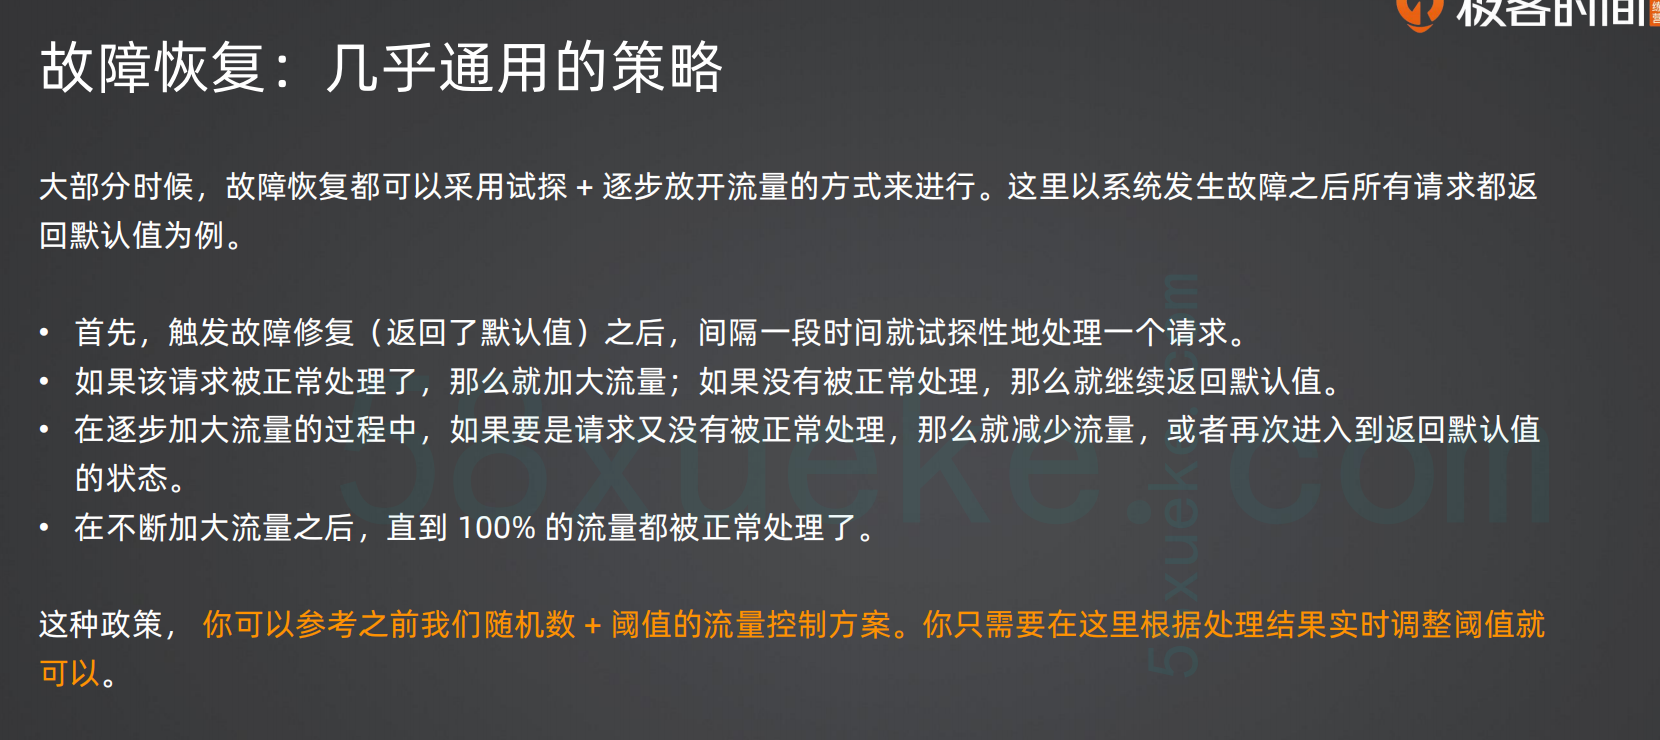 极客时间
故障恢复：几乎通用的策略
大部分时候，故障恢复都可以采用试探 + 逐步放开流量的方式来进行。这里以系统发生故障之后所有请求都返
回默认值为例。
• 首先，触发故障修复（返回了默认值）之后，间隔一段时间就试探性地处理一个请求。
• 如果该请求被正常处理了，那么就加大流量；如果没有被正常处理，那么就继续返回默认值。
• 在逐步加大流量的过程中，如果要是请求又没有被正常处理，那么就减少流量，或者再次进入到返回默认值
的状态。
• 在不断加大流量之后，直到 100% 的流量都被正常处理了。
这种政策， 你可以参考之前我们随机数 + 阈值的流量控制方案。你只需要在这里根据处理结果实时调整阈值就
可以。
58xueke.com
58xueke.com